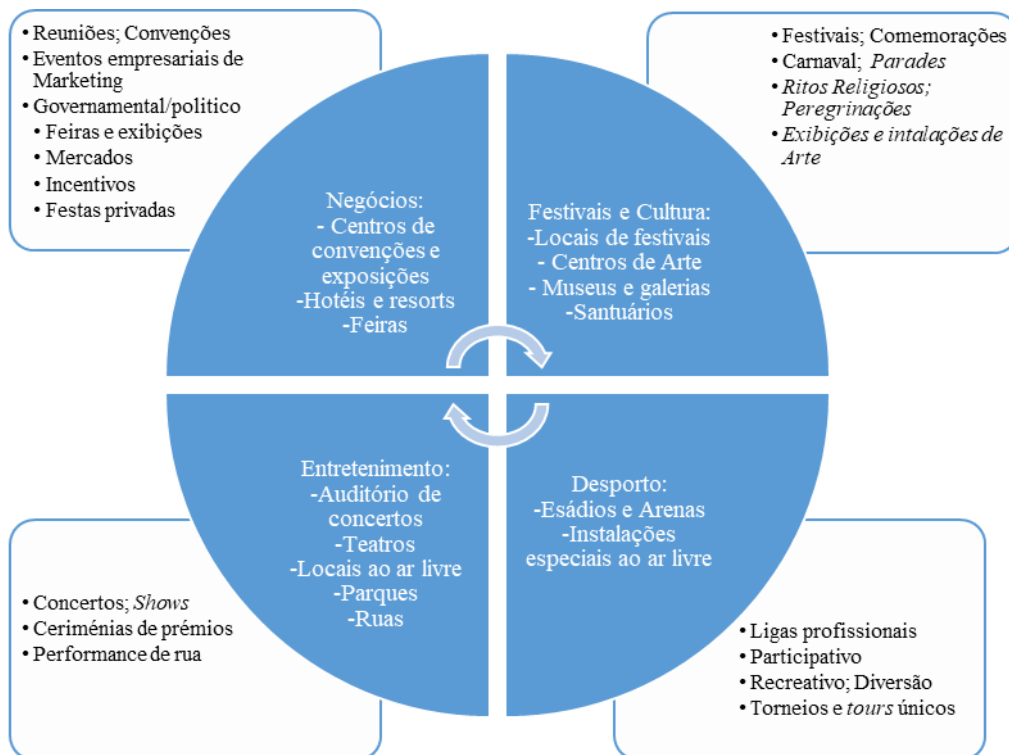 • Reuniões; Convenções
• Eventos empresariais de
Marketing
• Governamental/politico
• Feiras e exibições
• Mercados
• Incentivos
• Festas privadas
• Festivais; Comemorações
• Carnaval; Parades
• Ritos Religiosos;
Peregrinações
• Exibições e intalações de
Arte
Negócios:
- Centros de
convenções e
exposições
-Hotéis e resorts
-Feiras
Festivais e Cultura:
-Locais de festivais
- Centros de Arte
- Museus e galerias
-Santuários
Entretenimento:
-Auditório de
concertos
-Teatros
-Locais ao ar livre
-Parques
-Ruas
Desporto:
-Esádios e Arenas
-Instalações
especiais ao ar livre
• Concertos; Shows
• Ceriménias de prémios
• Performance de rua
• Ligas profissionais
• Participativo
• Recreativo; Diversão
• Torneios e tours únicos